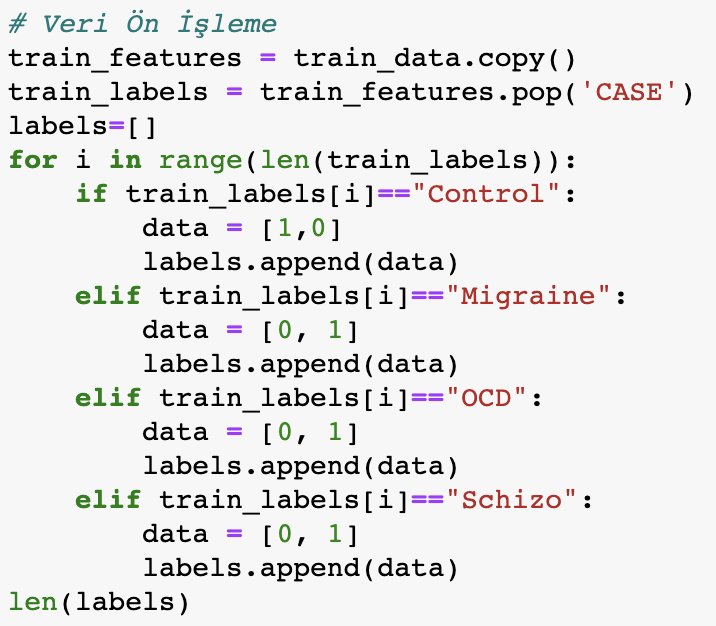 # Veri Ön İşleme
train_features = train_data.copy()
train_labels = train_features.pop('CASE')
labels=[]
for i in range(len(train_labels)):
    if train_labels[i]=="Control":
        data = [1,0]
        labels.append(data)
    elif train_labels[i]=="Migraine":
        data = [0, 1]
        labels.append(data)
    elif train_labels[i]=="OCD":
        data = [0, 1]
        labels.append(data)
    elif train_labels[i]=="Schizo":
        data = [0, 1]
        labels.append(data)
len(labels)